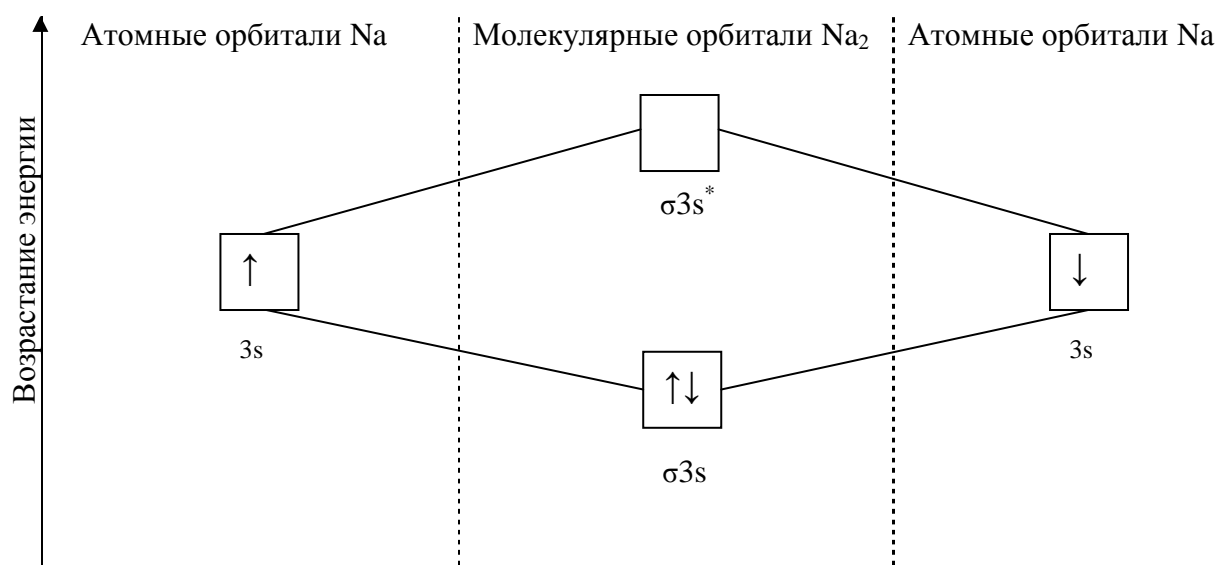 Атомные орбитали Na
Молекулярные орбитали Na₂
Атомные орбитали Na
Возрастание энергии
σ3s*
↑
↓
3s
3s
↑↓
σ3s